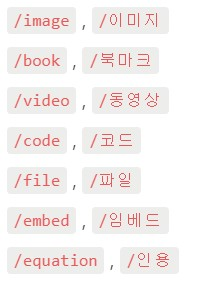 /image , /이미지
/book , /북마크
/video , /동영상
/code , /코드
/file , /파일
/embed , /임베드
/equation , /인용